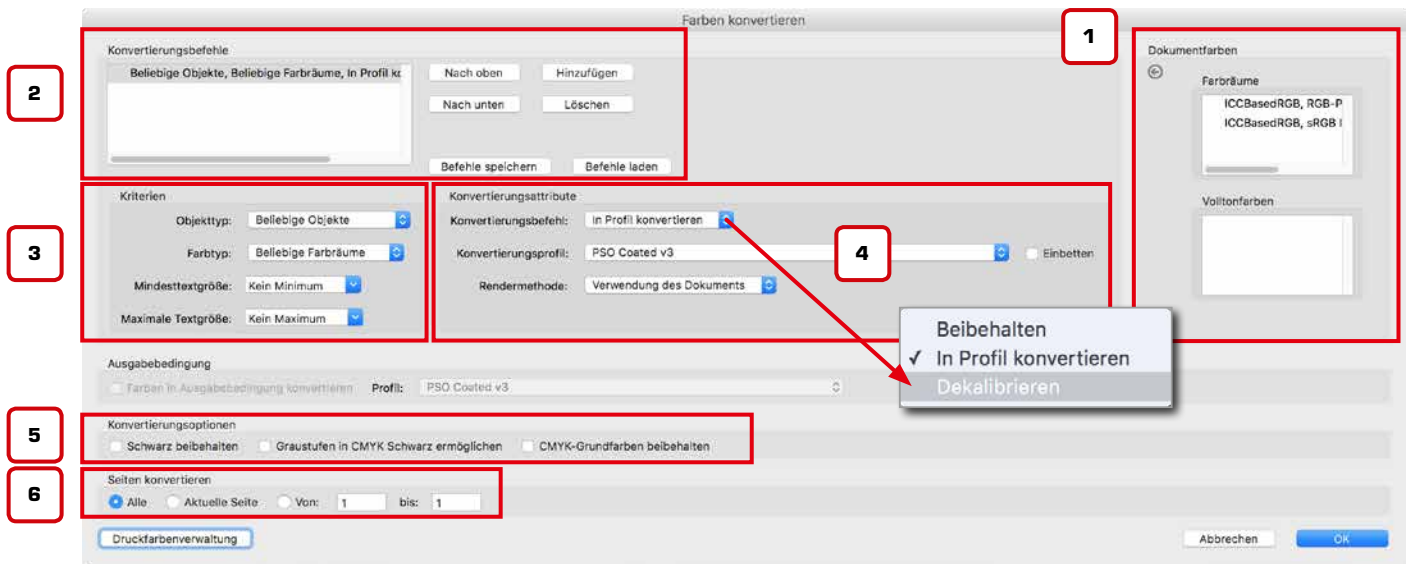 Farben konvertieren
1
Dokumentfarben
Farbräume
ICCBasedRGB, RGB-P
ICCBasedRGB, sRGB I
Volltonfarben
2
Konvertierungsbefehle
Beliebige Objekte, Beliebige Farbräume, In Profil kc
Nach oben
Hinzufügen
Nach unten
Löschen
Befehle speichern
Befehle laden
3
Kriterien
Objekttyp: Beliebige Objekte
Farbtyp: Beliebige Farbräume
Mindesttextgröße: Kein Minimum
Maximale Textgröße: Kein Maximum
4
Konvertierungsattribute
Konvertierungsbefehl: In Profil konvertieren
Konvertierungsprofil: PSO Coated v3
Einbetten
Rendermethode: Verwendung des Dokuments
Beibehalten
✓ In Profil konvertieren
Dekalibrieren
Ausgabebedingung
Farben in Ausgabebedingung konvertieren Profil: PSO Coated v3
5
Konvertierungsoptionen
Schwarz beibehalten
Graustufen in CMYK Schwarz ermöglichen
CMYK-Grundfarben beibehalten
6
Seiten konvertieren
Alle
Aktuelle Seite
Von: 1 bis: 1
Druckfarbenverwaltung
Abbrechen
OK